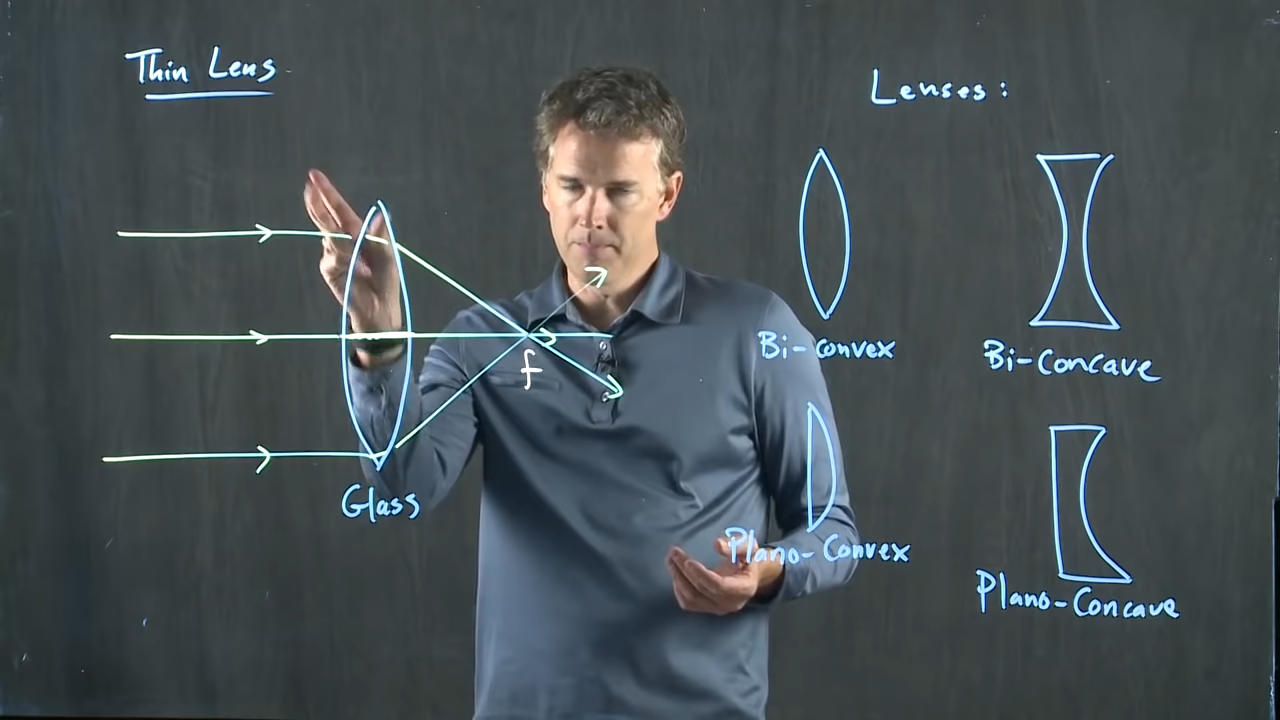 Thin Lens
Lenses:
f
Glass
Bi-convex
Bi-Concave
Plano-Convex
Plano-Concave